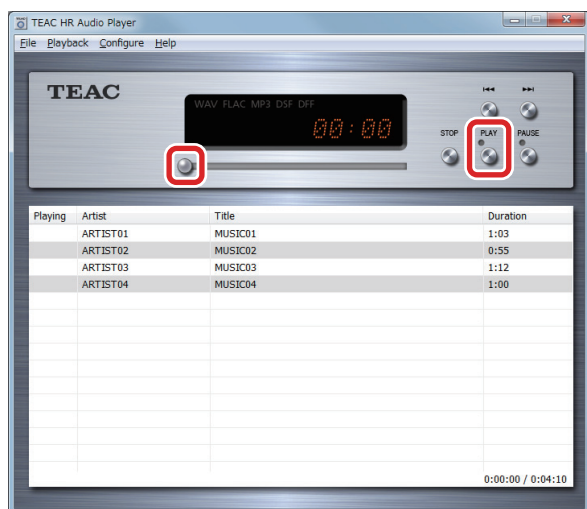 TEAC HR Audio Player
File Playback Configure Help
TEAC
WAV FLAC MP3 DSF DFF
00:00
STOP PLAY PAUSE
Playing Artist Title Duration
ARTIST01 MUSIC01 1:03
ARTIST02 MUSIC02 0:55
ARTIST03 MUSIC03 1:12
ARTIST04 MUSIC04 1:00
0:00:00 / 0:04:10